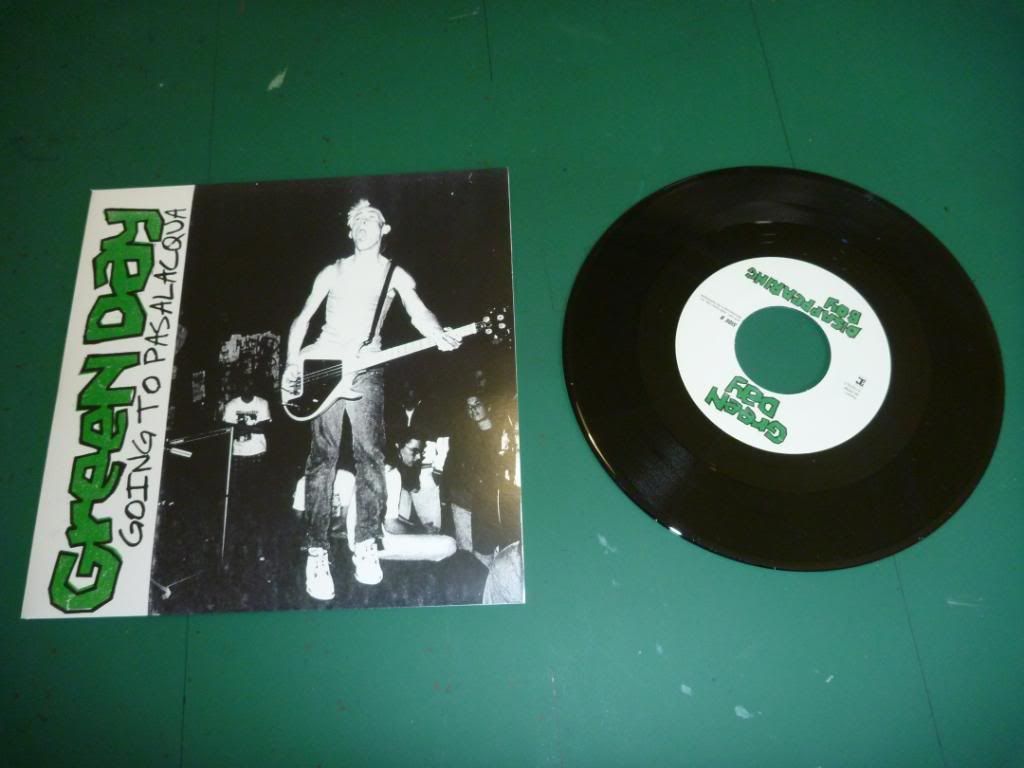 Green Day
GOING TO PASALACQUA
Green
Day
SIDE B
DISAPPEARING
BOY